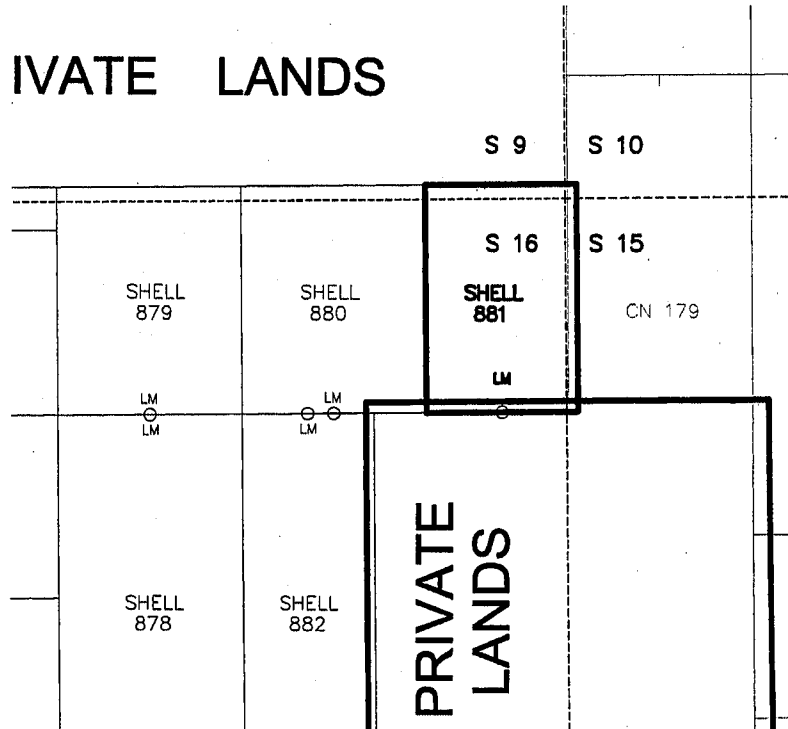 IVATE LANDS
S 9 S 10
S 16 S 15
SHELL
879
SHELL
880
SHELL
881
CN 179
LM
LM
LM
LM
LM
SHELL
878
SHELL
882
PRIVATE
LANDS